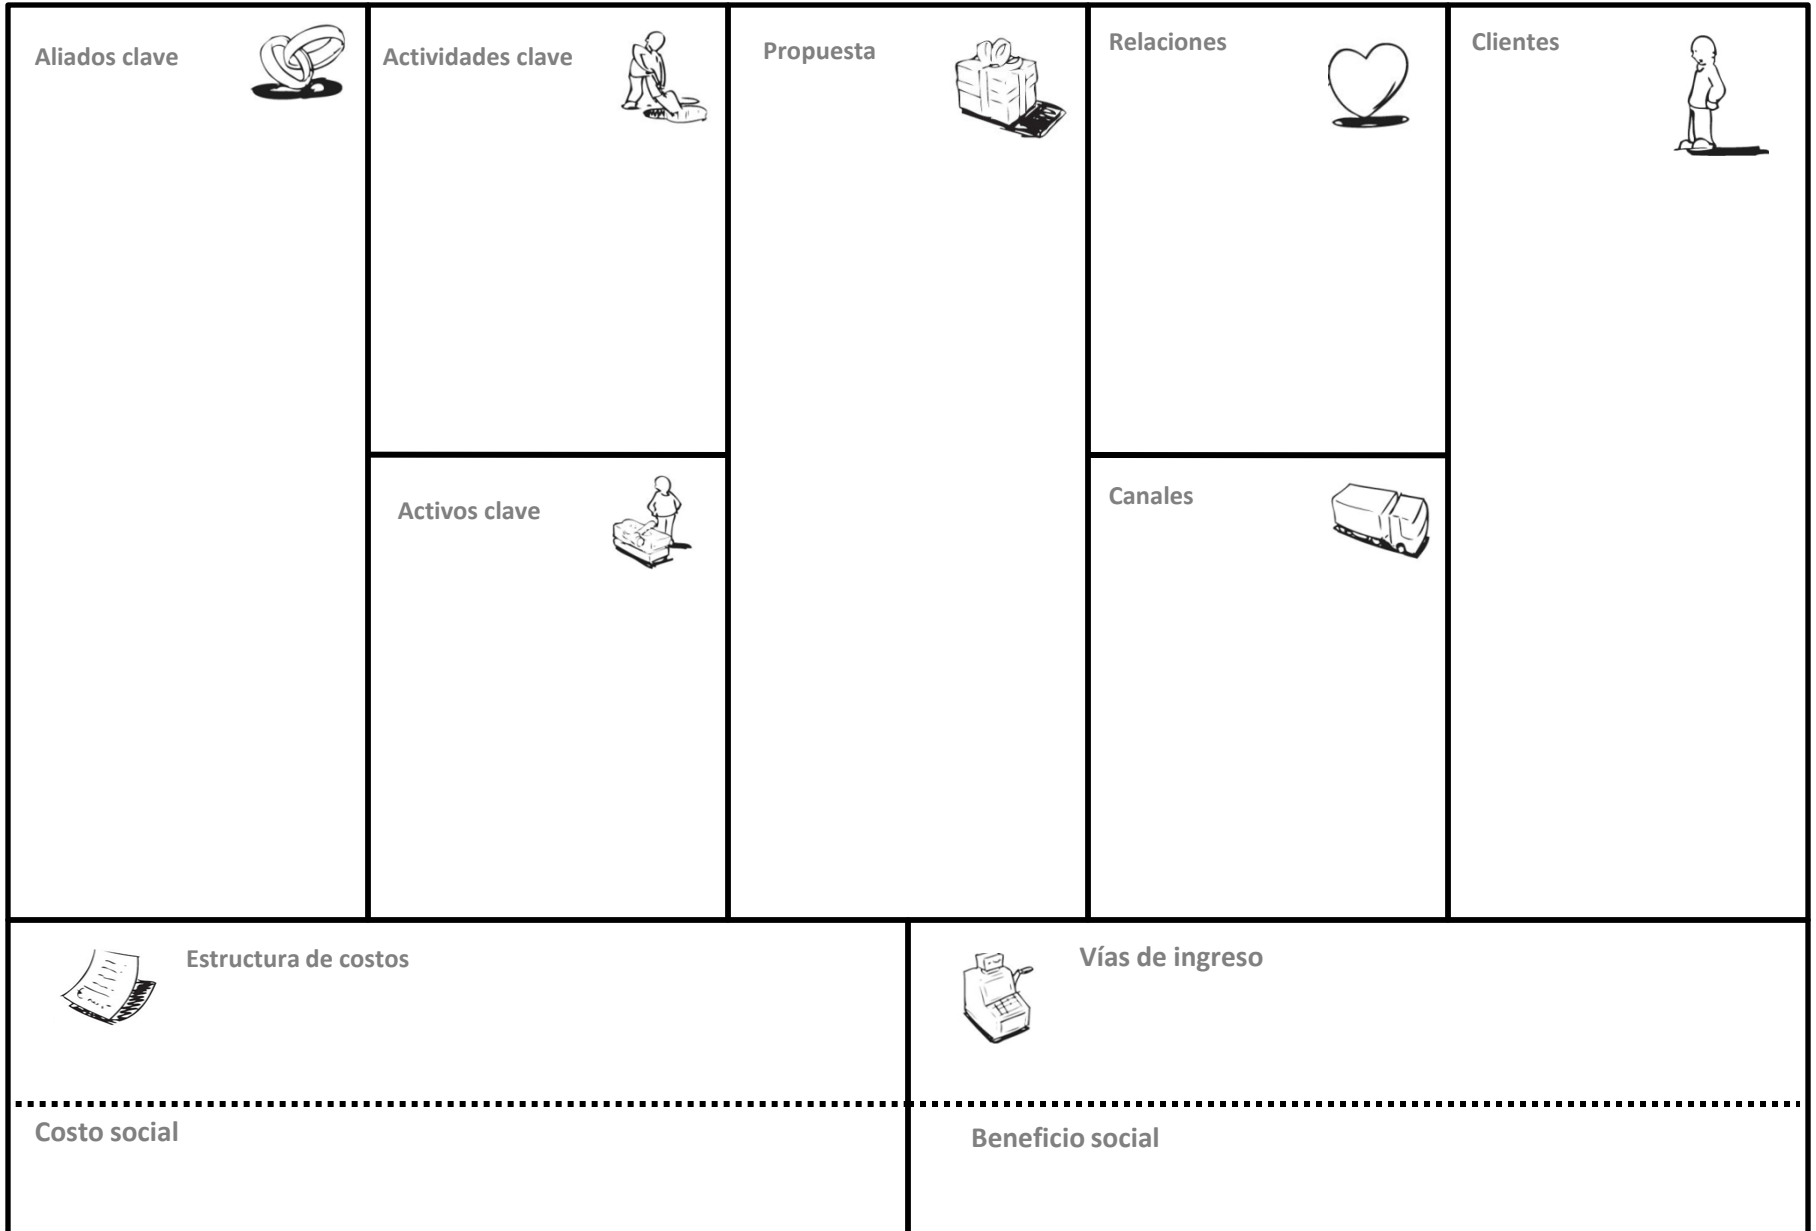 Aliados clave
Actividades clave
Propuesta
Relaciones
Clientes
Activos clave
Canales
Estructura de costos
Vías de ingreso
Costo social
Beneficio social